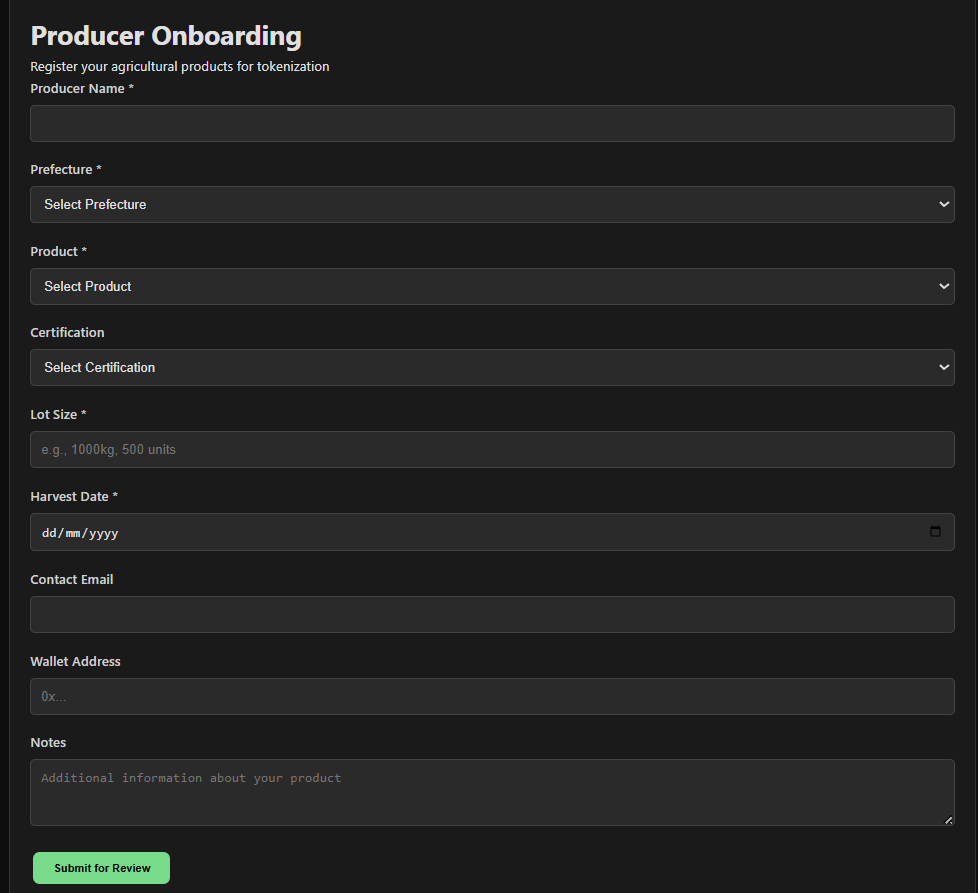 Producer Onboarding
Register your agricultural products for tokenization
Producer Name *
Prefecture *
Select Prefecture
Product *
Select Product
Certification
Select Certification
Lot Size *
e.g., 1000kg, 500 units
Harvest Date *
dd/mm/yyyy
Contact Email
Wallet Address
0x...
Notes
Additional information about your product
Submit for Review